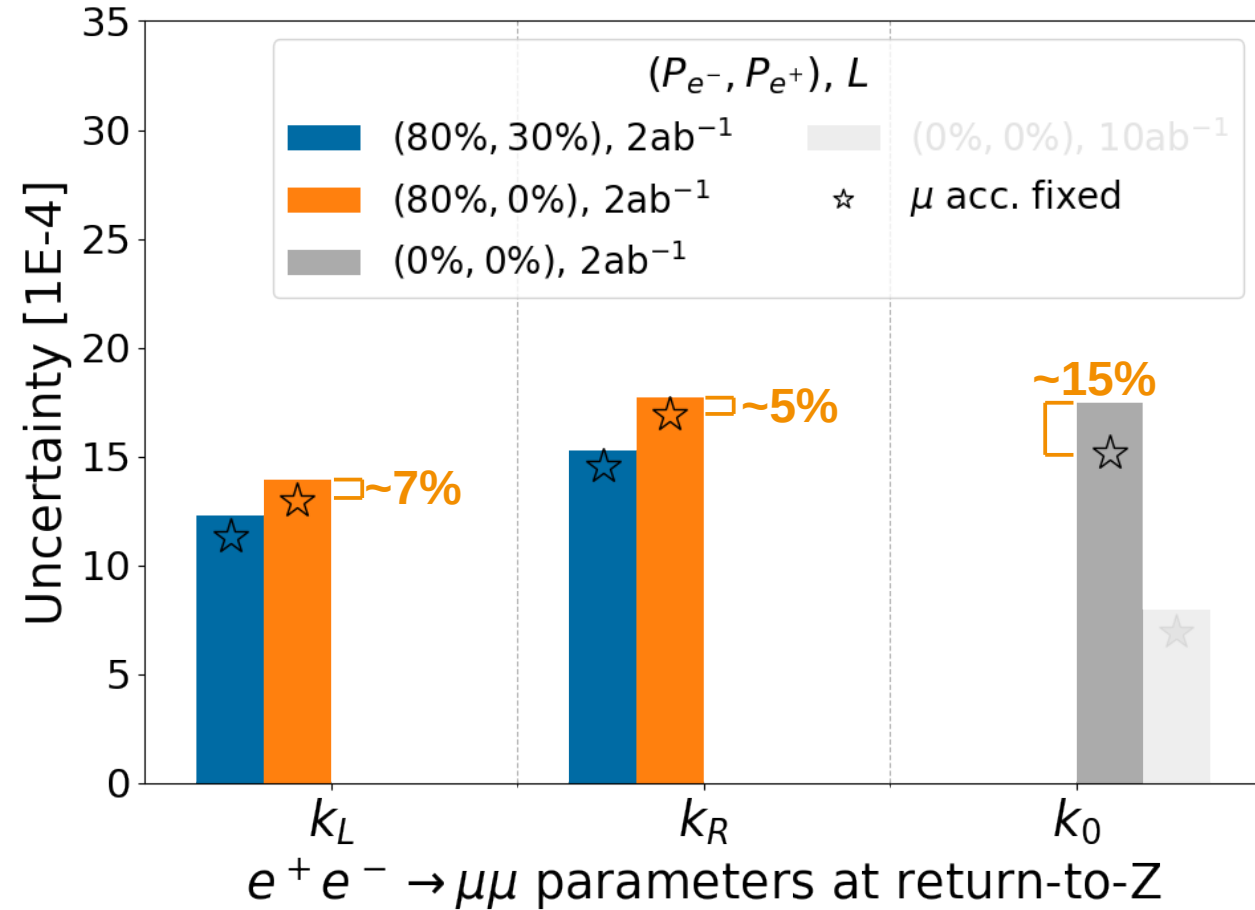 35
30
25
20
15
10
5
0
Uncertainty [1E-4]
(P_{e^-}, P_{e^+}), L
(80%, 30%), 2ab^{-1}
(80%, 0%), 2ab^{-1}
(0%, 0%), 2ab^{-1}
(0%, 0%), 10ab^{-1}
μ acc. fixed
~7%
~5%
~15%
k_L
k_R
k_0
e^+e^- → μμ parameters at return-to-Z